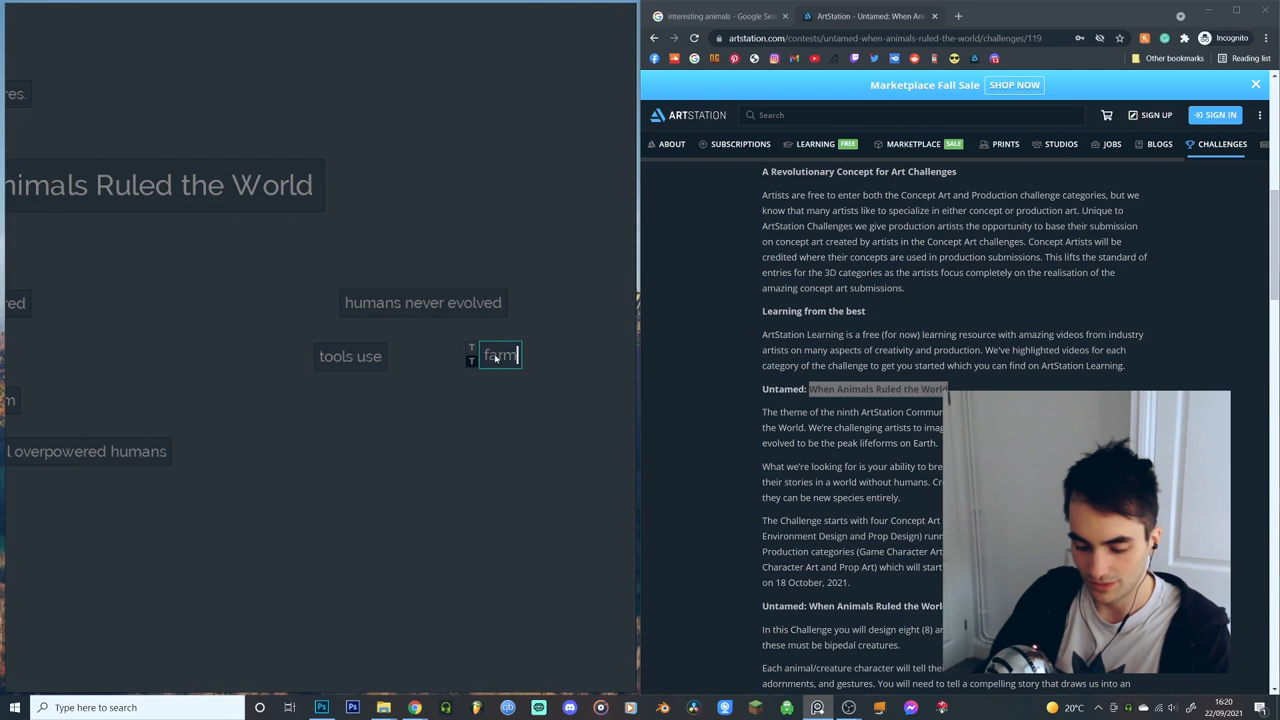 res.
nimals Ruled the World
red
humans never evolved
tools use
T
T
farm
m
l overpowered humans
interesting animals - Google Sea
ArtStation - Untamed: When Ani
artstation.com/contests/untamed-when-animals-ruled-the-world/challenges/119
Incognito
Other bookmarks
Reading list
Marketplace Fall Sale
SHOP NOW
ARTSTATION
Search
SIGN UP
SIGN IN
ABOUT
SUBSCRIPTIONS
LEARNING FREE
MARKETPLACE SALE
PRINTS
STUDIOS
JOBS
BLOGS
CHALLENGES
A Revolutionary Concept for Art Challenges
Artists are free to enter both the Concept Art and Production challenge categories, but we
know that many artists like to specialize in either concept or production art. Unique to
ArtStation Challenges we give production artists the opportunity to base their submission
on concept art created by artists in the Concept Art challenges. Concept Artists will be
credited where their concepts are used in production submissions. This lifts the standard of
entries for the 3D categories as the artists focus completely on the realisation of the
amazing concept art submissions.
Learning from the best
ArtStation Learning is a free (for now) learning resource with amazing videos from industry
artists on many aspects of creativity and production. We've highlighted videos for each
category of the challenge to get you started which you can find on ArtStation Learning.
Untamed: When Animals Ruled the World
The theme of the ninth ArtStation Commun
the World. We're challenging artists to imag
evolved to be the peak lifeforms on Earth.
What we're looking for is your ability to bre
their stories in a world without humans. Cr
they can be new species entirely.
The Challenge starts with four Concept Art
Environment Design and Prop Design) runn
Production categories (Game Character Art
Character Art and Prop Art) which will start
on 18 October, 2021.
Untamed: When Animals Ruled the Worl
In this Challenge you will design eight (8) an
these must be bipedal creatures.
Each animal/creature character will tell the
adornments, and gestures. You will need to tell a compelling story that draws us into an
Type here to search
Ps
Ps
20°C
16:20
22/09/2021